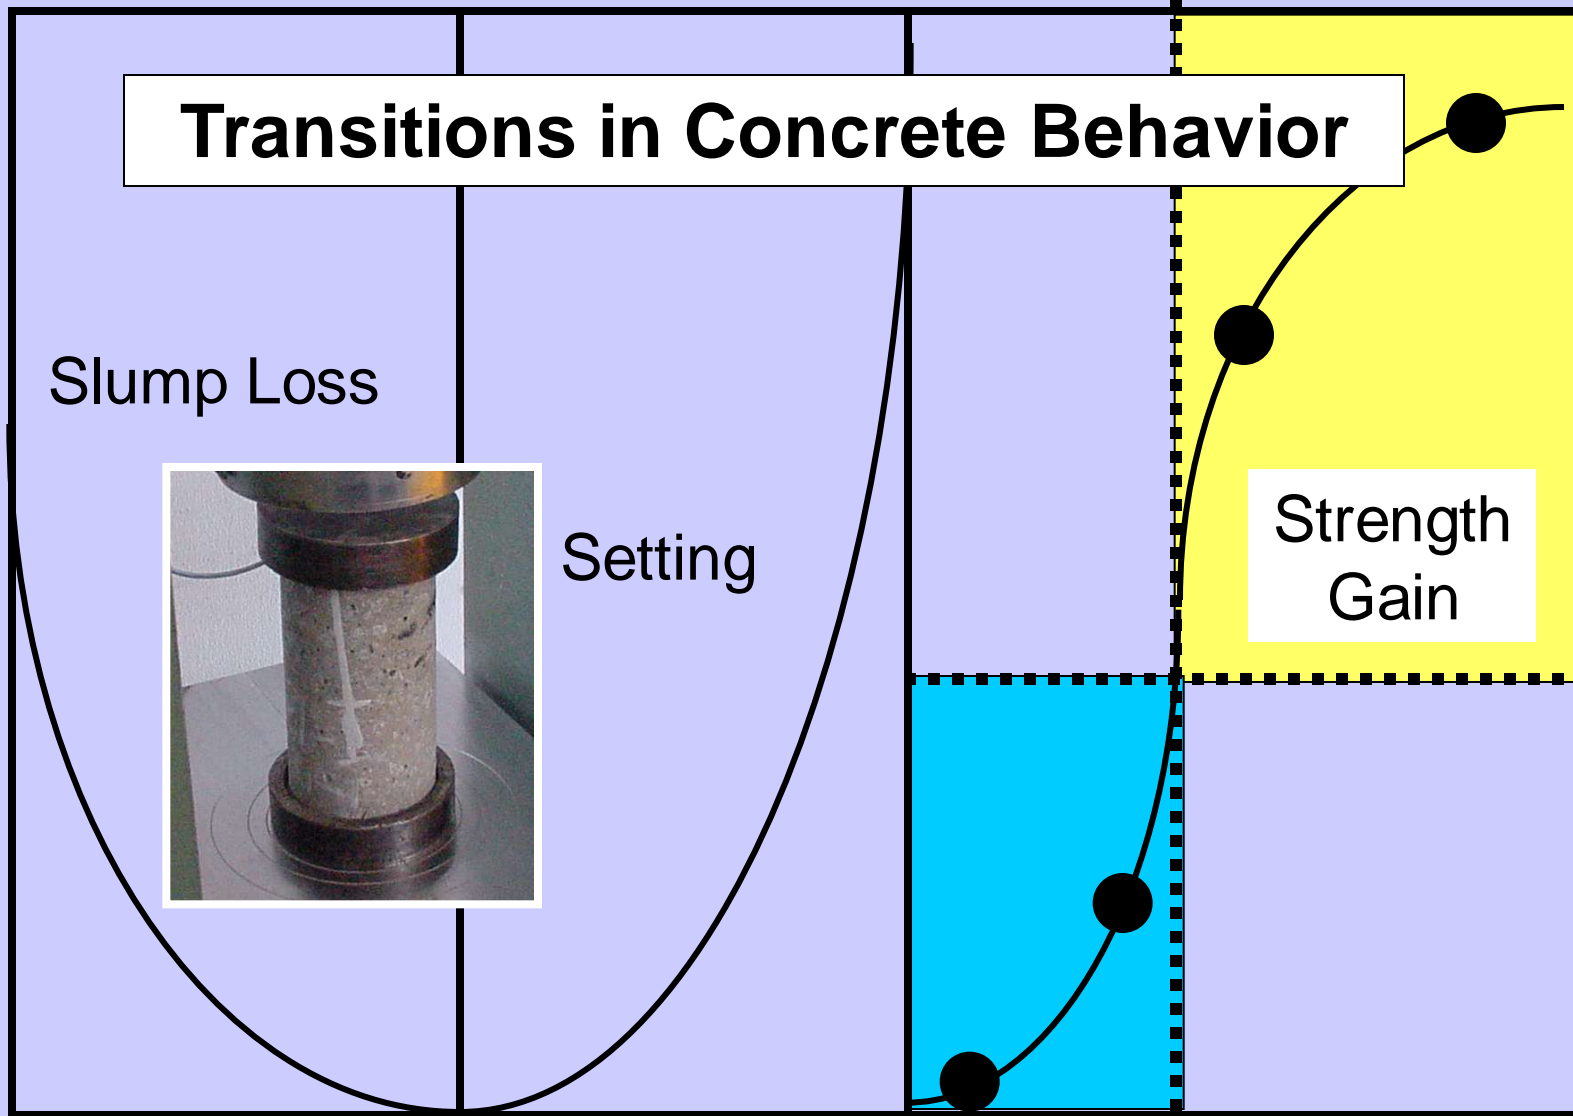 Transitions in Concrete Behavior
Slump Loss
Setting
Strength
Gain